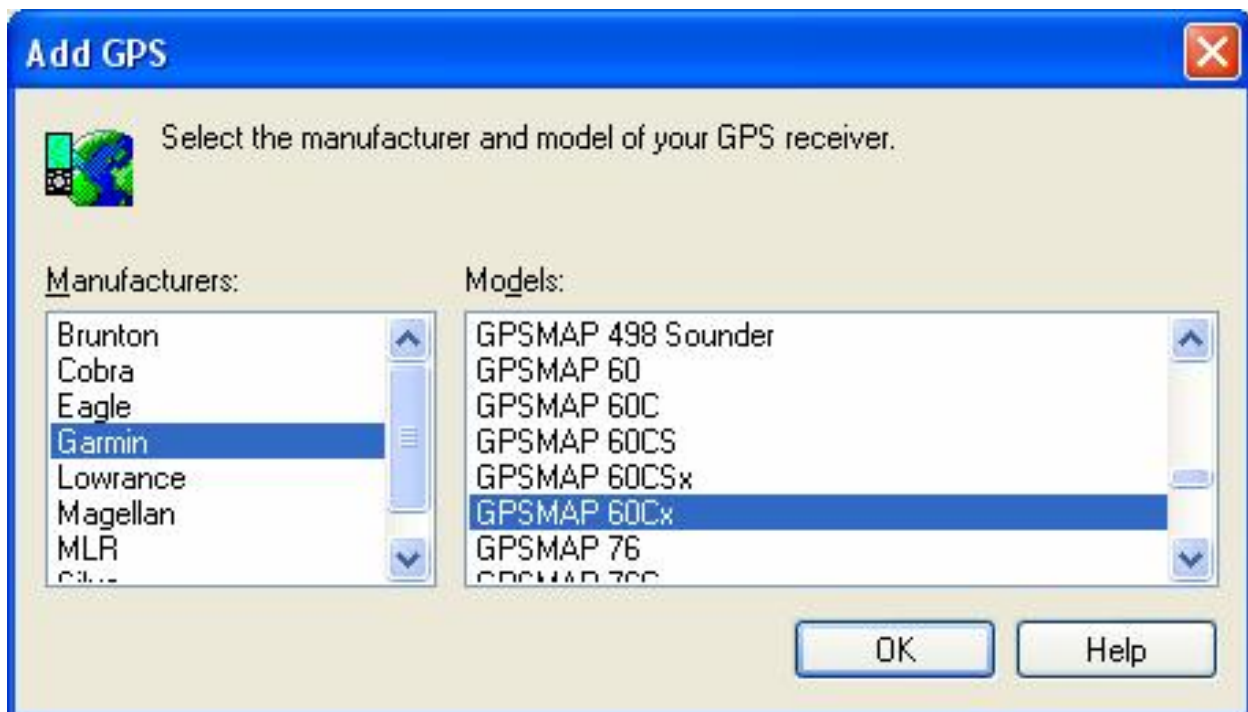 Add GPS
Select the manufacturer and model of your GPS receiver.
Manufacturers:
Brunton
Cobra
Eagle
Garmin
Lowrance
Magellan
MLR
Models:
GPSMAP 498 Sounder
GPSMAP 60
GPSMAP 60C
GPSMAP 60CS
GPSMAP 60CSx
GPSMAP 60Cx
GPSMAP 76
OK
Help